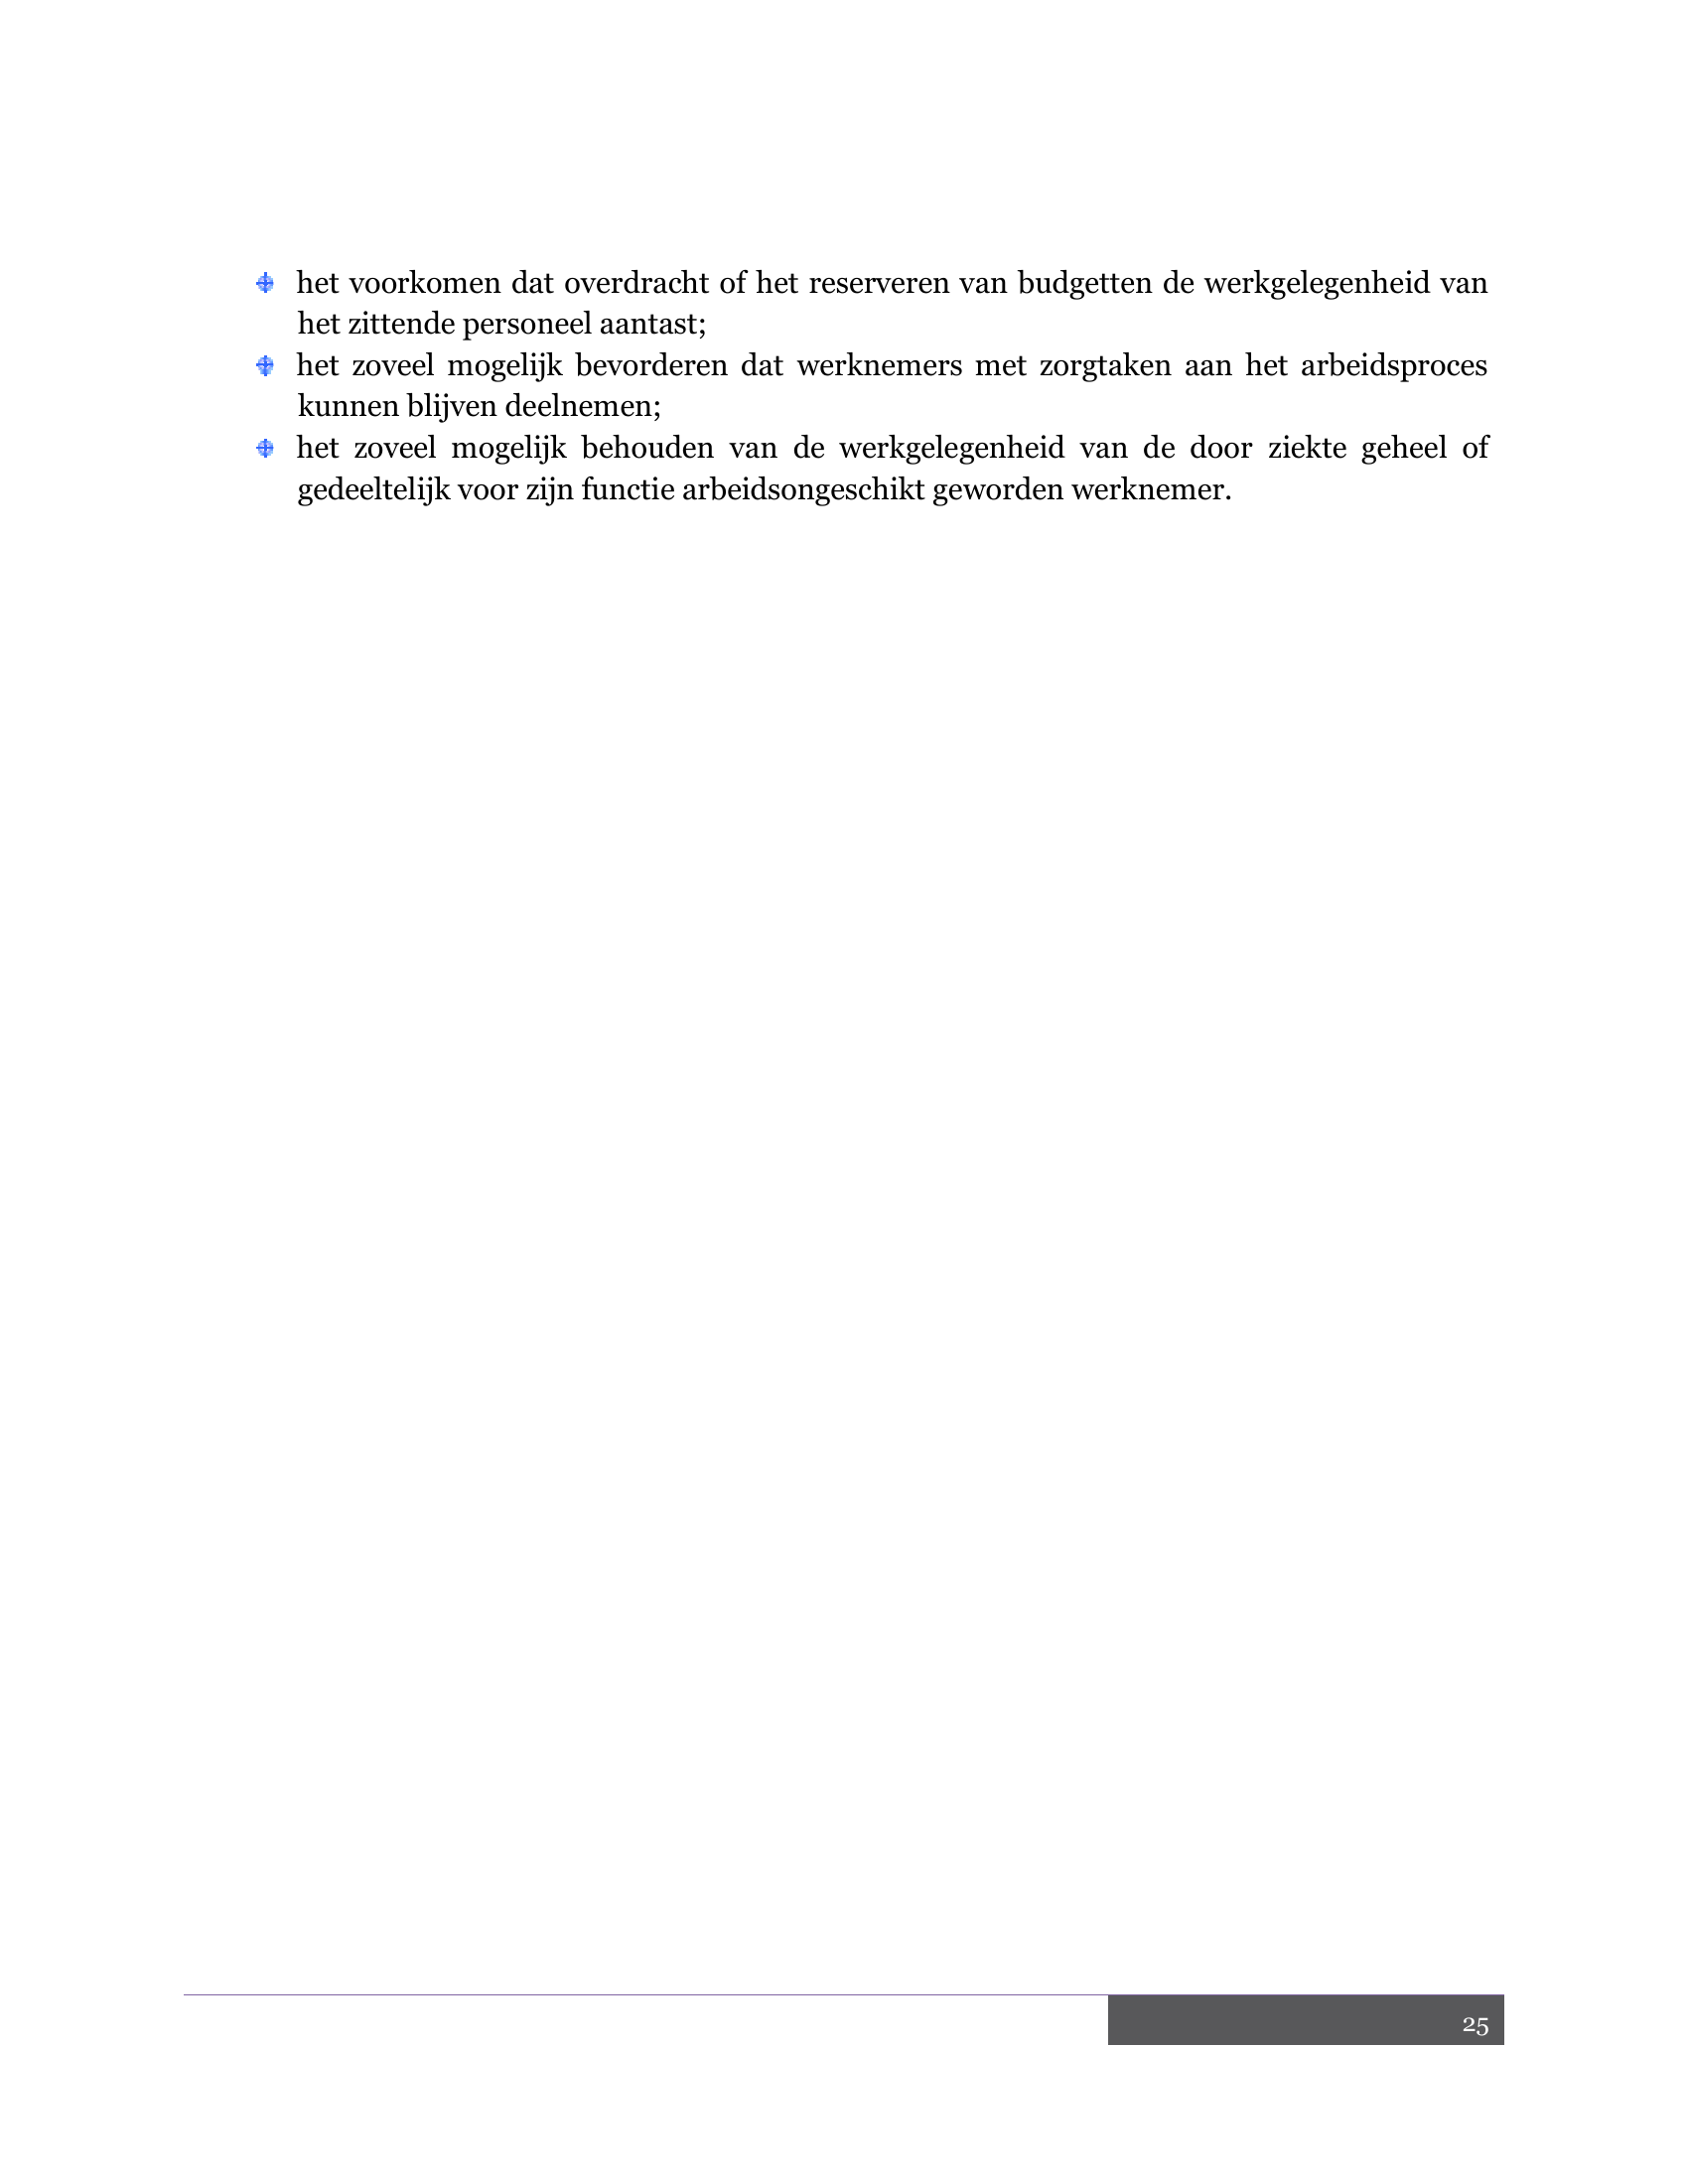 het voorkomen dat overdracht of het reserveren van budgetten de werkgelegenheid van
het zittende personeel aantast;
het zoveel mogelijk bevorderen dat werknemers met zorgtaken aan het arbeidsproces
kunnen blijven deelnemen;
het zoveel mogelijk behouden van de werkgelegenheid van de door ziekte geheel of
gedeeltelijk voor zijn functie arbeidsongeschikt geworden werknemer.
25